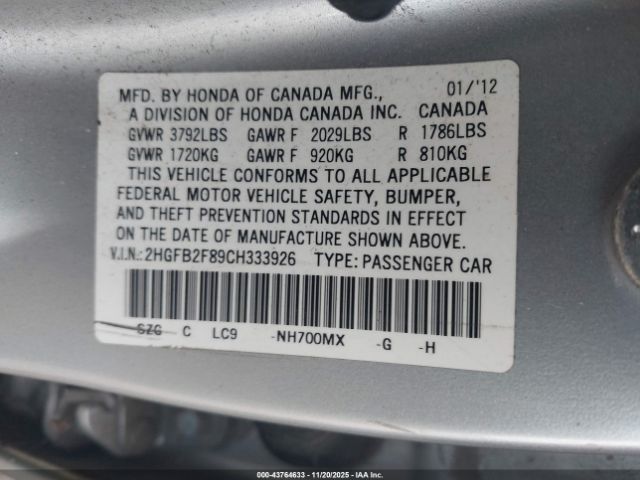 MFD. BY HONDA OF CANADA MFG., 01/'12
A DIVISION OF HONDA CANADA INC. CANADA
GVWR 3792LBS GAWR F 2029LBS R 1786LBS
GVWR 1720KG GAWR F 920KG R 810KG
THIS VEHICLE CONFORMS TO ALL APPLICABLE
FEDERAL MOTOR VEHICLE SAFETY, BUMPER,
AND THEFT PREVENTION STANDARDS IN EFFECT
ON THE DATE OF MANUFACTURE SHOWN ABOVE.
V.I.N.: 2HGFB2F89CH333926 TYPE: PASSENGER CAR
SZG C LC9 -NH700MX -G -H
000-43764633 - 11/20/2025 - IAA Inc.